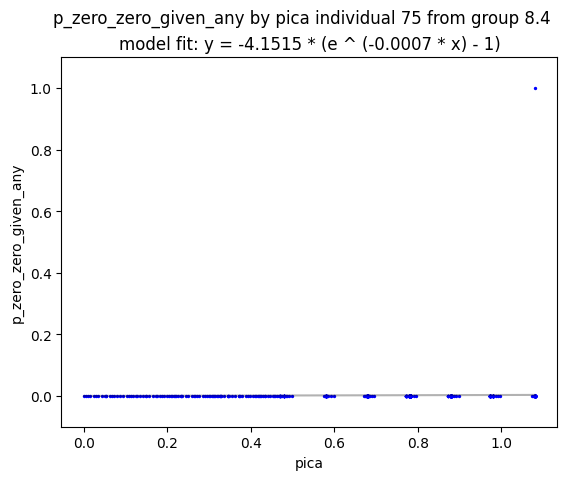 p_zero_zero_given_any by pica individual 75 from group 8.4
model fit: y = -4.1515 * (e ^ (-0.0007 * x) - 1)
1.0
0.8
0.6
0.4
0.2
0.0
p_zero_zero_given_any
0.0 0.2 0.4 0.6 0.8 1.0
pica